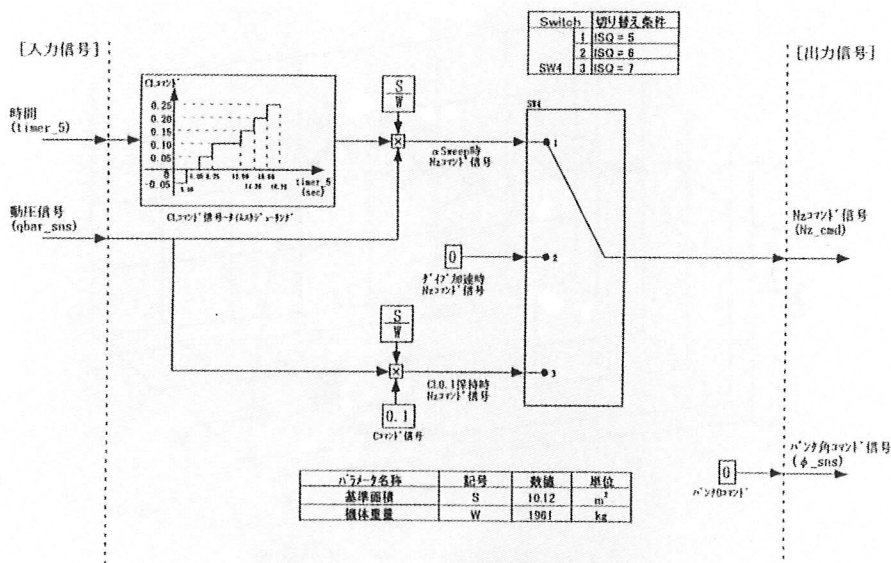 Switch 切り替え条件
1 ISQ = 5
2 ISQ = 6
SW4 3 ISQ = 7
[入力信号]
[出力信号]
時間
(timer_5)
CLコマンド
0.25
0.20
0.15
0.10
0.05
0
-0.05
timer_5
(sec)
CLコマンド信号-タイムスケジューリング
S
W
×
αSweep時
Nzコマンド信号
SW4
1
動圧信号
(qbar_sns)
0
ダイブ加速時
Nzコマンド信号
2
Nzコマンド信号
(Nz_cmd)
S
W
×
CL0.1保持時
Nzコマンド信号
3
0.1
Cコマンド信号
0
バンク0コマンド
バンク角コマンド信号
(φ_sns)
パラメータ名称 記号 数値 単位
基準面積 S 10.12 m²
機体重量 W 1961 kg